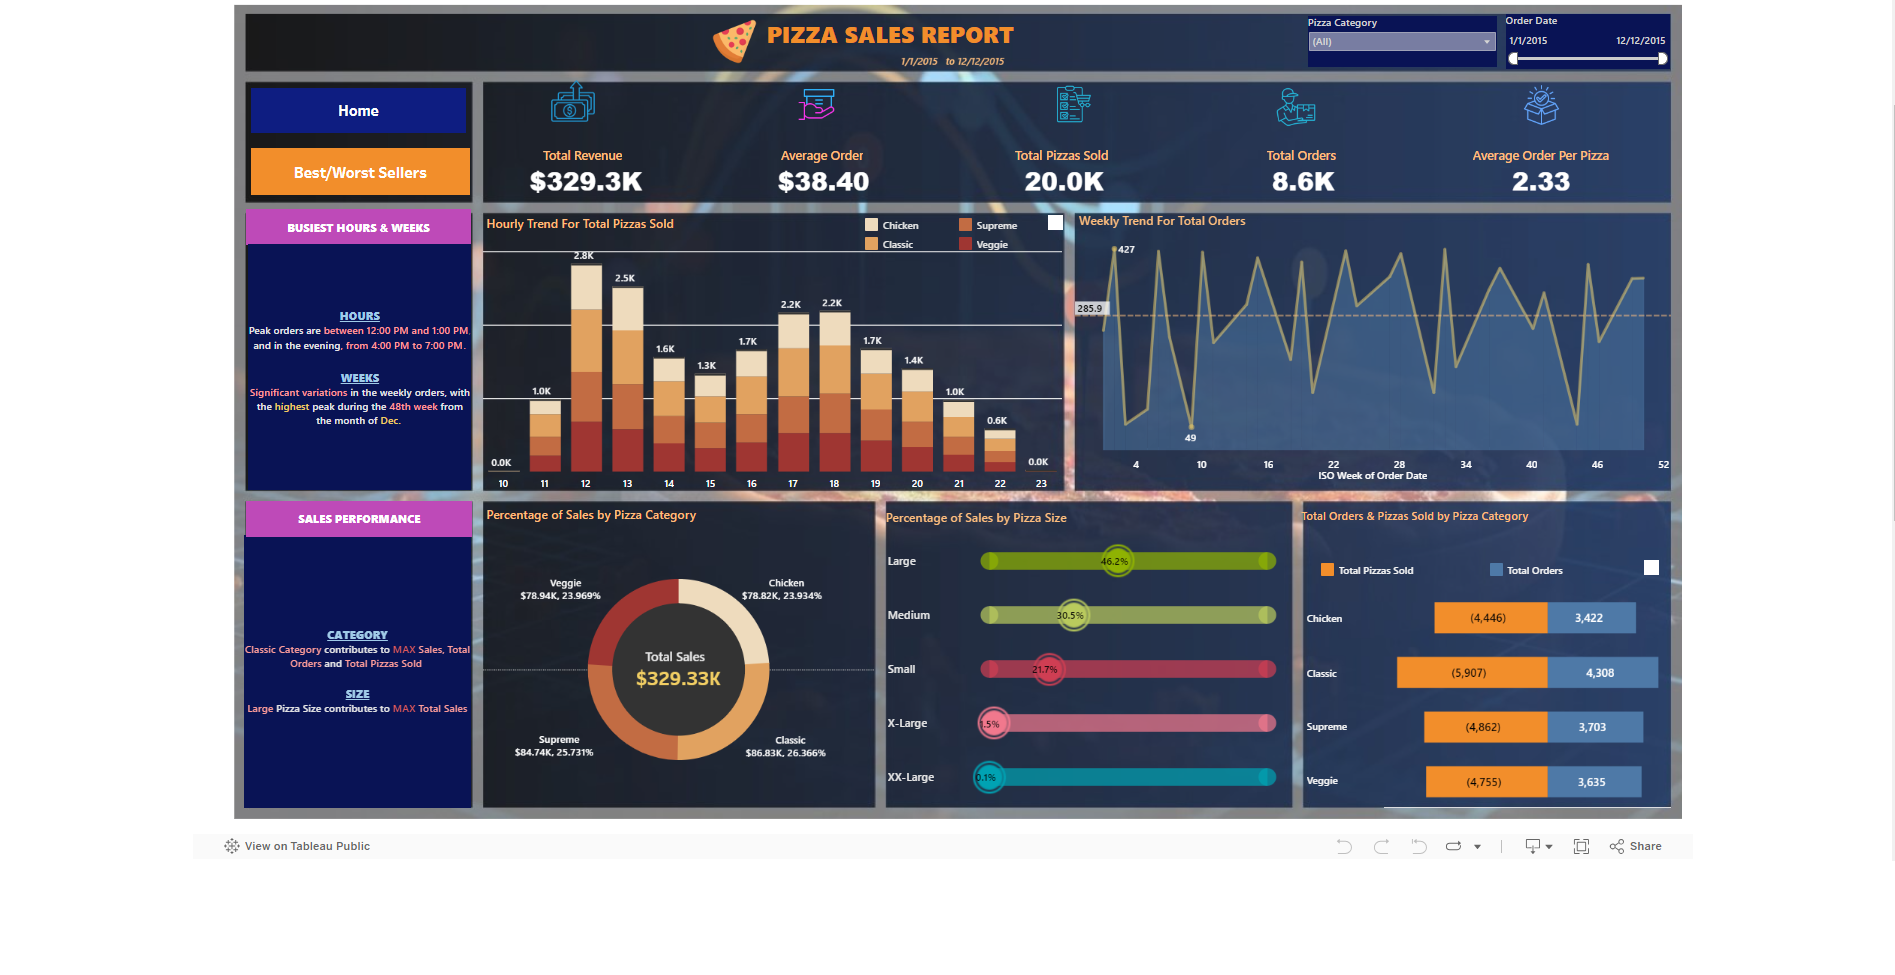 PIZZA SALES REPORT
1/1/2015 to 12/12/2015
Pizza Category
(All)
Order Date
1/1/2015 12/12/2015
Home
Best/Worst Sellers
Total Revenue
$329.3K
Average Order
$38.40
Total Pizzas Sold
20.0K
Total Orders
8.6K
Average Order Per Pizza
2.33
BUSIEST HOURS & WEEKS
HOURS
Peak orders are between 12:00 PM and 1:00 PM,
and in the evening, from 4:00 PM to 7:00 PM.
WEEKS
Significant variations in the weekly orders, with
the highest peak during the 48th week from
the month of Dec.
Hourly Trend For Total Pizzas Sold
Chicken Supreme
Classic Veggie
0.0K 1.0K 2.8K 2.5K 1.6K 1.3K 1.7K 2.2K 2.2K 1.7K 1.4K 1.0K 0.6K 0.0K
10 11 12 13 14 15 16 17 18 19 20 21 22 23
Weekly Trend For Total Orders
427
285.9
49
4 10 16 22 28 34 40 46 52
ISO Week of Order Date
SALES PERFORMANCE
CATEGORY
Classic Category contributes to MAX Sales, Total
Orders and Total Pizzas Sold
SIZE
Large Pizza Size contributes to MAX Total Sales
Percentage of Sales by Pizza Category
Veggie
$78.94K, 23.969%
Chicken
$78.82K, 23.934%
Total Sales
$329.33K
Supreme
$84.74K, 25.731%
Classic
$86.83K, 26.366%
Percentage of Sales by Pizza Size
Large 46.2%
Medium 30.5%
Small 21.7%
X-Large 1.5%
XX-Large 0.1%
Total Orders & Pizzas Sold by Pizza Category
Total Pizzas Sold Total Orders
Chicken (4,446) 3,422
Classic (5,907) 4,308
Supreme (4,862) 3,703
Veggie (4,755) 3,635
View on Tableau Public
Share